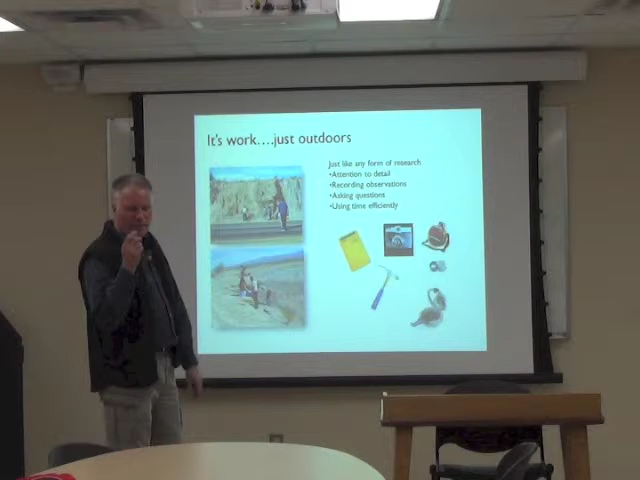 It's work....just outdoors
Just like any form of research
•Attention to detail
•Recording observations
•Asking questions
•Using time efficiently